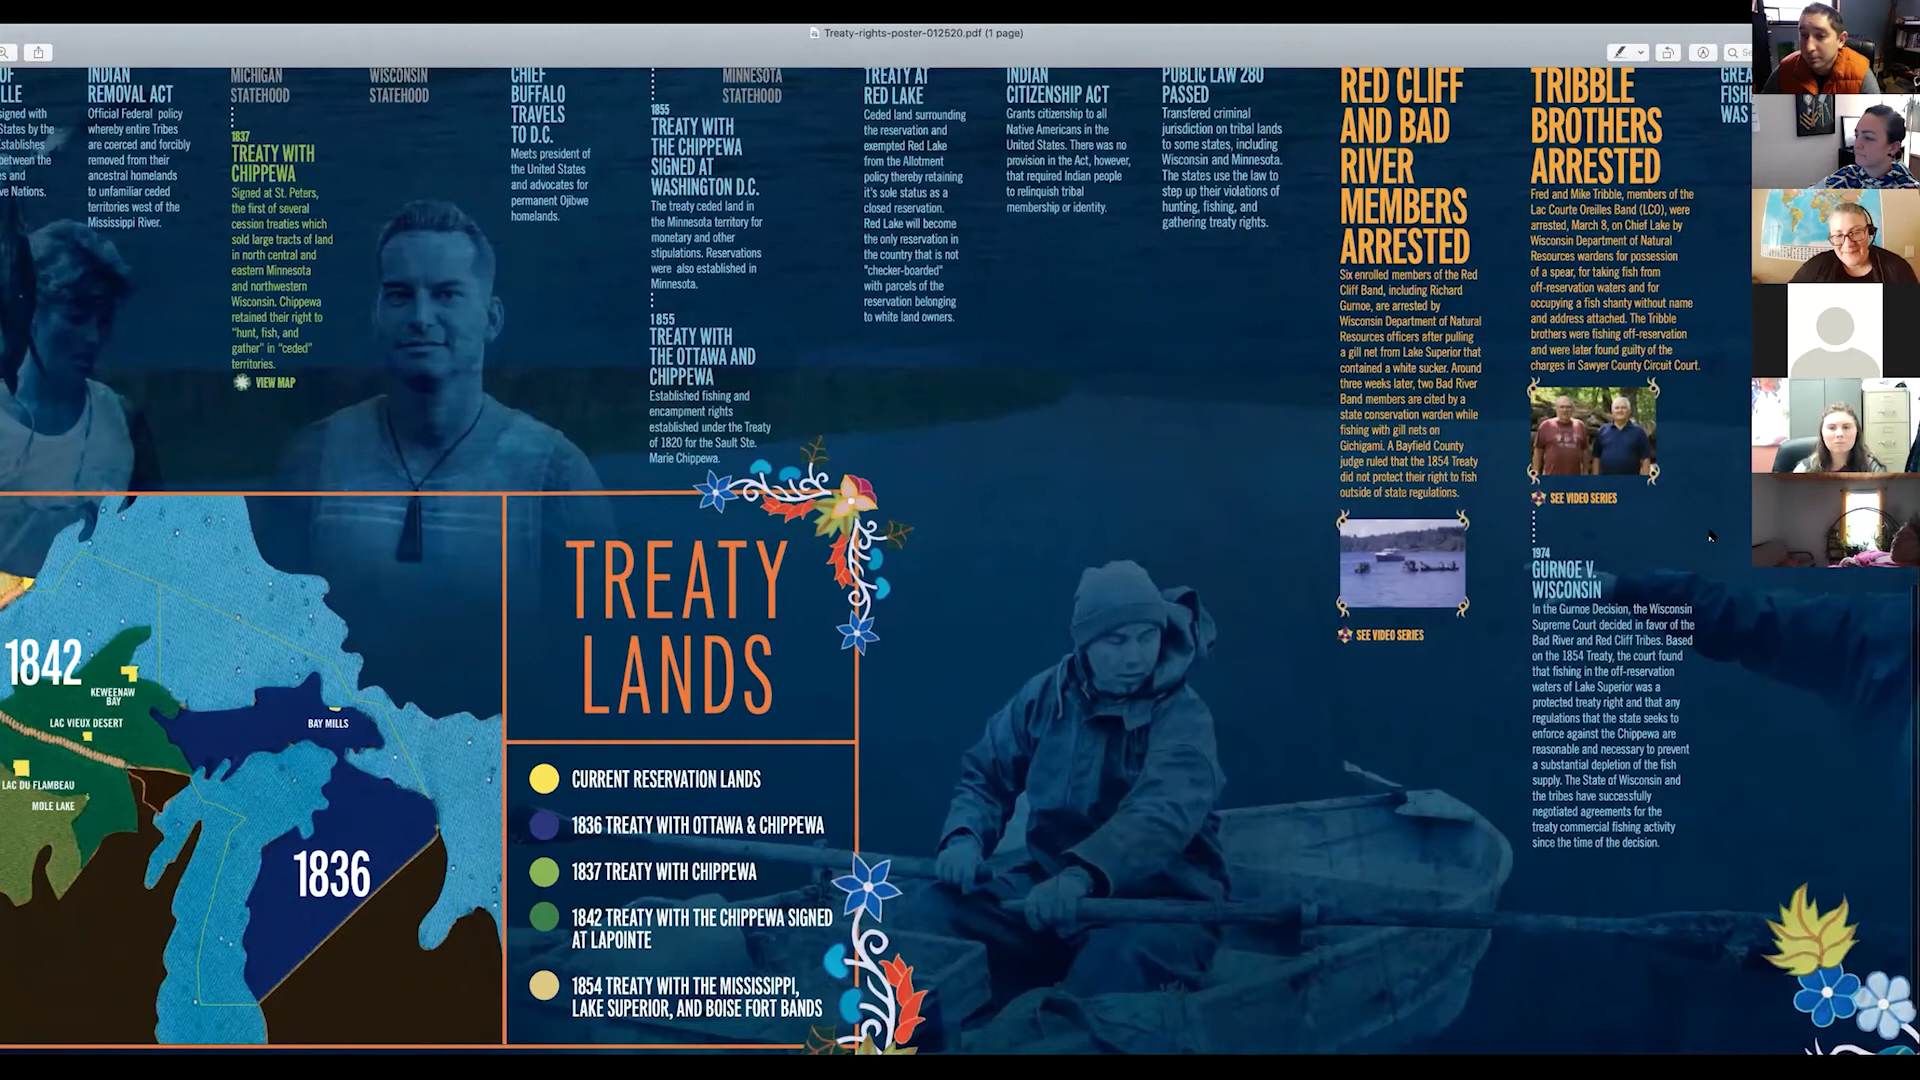 Treaty-rights-poster-012520.pdf (1 page)
OF
LLE
signed with
States by the
Establishes
between the
es and
ve Nations.
INDIAN
REMOVAL ACT
Official Federal policy
whereby entire Tribes
are coerced and forcibly
removed from their
ancestral homelands
to unfamiliar ceded
territories west of the
Mississippi River.
MICHIGAN
STATEHOOD
1837
TREATY WITH
CHIPPEWA
Signed at St. Peters,
the first of several
cession treaties which
sold large tracts of land
in north central and
eastern Minnesota
and northwestern
Wisconsin. Chippewa
retained their right to
"hunt, fish, and
gather" in "ceded"
territories.
VIEW MAP
WISCONSIN
STATEHOOD
CHIEF
BUFFALO
TRAVELS
TO D.C.
Meets president of
the United States
and advocates for
permanent Ojibwe
homelands.
1855
TREATY WITH
THE CHIPPEWA
SIGNED AT
WASHINGTON D.C.
The treaty ceded land in
the Minnesota territory for
monetary and other
stipulations. Reservations
were also established in
Minnesota.
1855
TREATY WITH
THE OTTAWA AND
CHIPPEWA
Established fishing and
encampment rights
established under the Treaty
of 1820 for the Sault Ste.
Marie Chippewa.
MINNESOTA
STATEHOOD
TREATY AT
RED LAKE
Ceded land surrounding
the reservation and
exempted Red Lake
from the Allotment
policy thereby retaining
it's sole status as a
closed reservation.
Red Lake will become
the only reservation in
the country that is not
"checker-boarded"
with parcels of the
reservation belonging
to white land owners.
INDIAN
CITIZENSHIP ACT
Grants citizenship to all
Native Americans in the
United States. There was no
provision in the Act, however,
that required Indian people
to relinquish tribal
membership or identity.
PUBLIC LAW 280
PASSED
Transfered criminal
jurisdiction on tribal lands
to some states, including
Wisconsin and Minnesota.
The states use the law to
step up their violations of
hunting, fishing, and
gathering treaty rights.
RED CLIFF
AND BAD
RIVER
MEMBERS
ARRESTED
Six enrolled members of the Red
Cliff Band, including Richard
Gurnoe, are arrested by
Wisconsin Department of Natural
Resources officers after pulling
a gill net from Lake Superior that
contained a white sucker. Around
three weeks later, two Bad River
Band members are cited by a
state conservation warden while
fishing with gill nets on
Gichigami. A Bayfield County
judge ruled that the 1854 Treaty
did not protect their right to fish
outside of state regulations.
SEE VIDEO SERIES
TRIBBLE
BROTHERS
ARRESTED
Fred and Mike Tribble, members of the
Lac Courte Oreilles Band (LCO), were
arrested, March 8, on Chief Lake by
Wisconsin Department of Natural
Resources wardens for possession
of a spear, for taking fish from
off-reservation waters and for
occupying a fish shanty without name
and address attached. The Tribble
brothers were fishing off-reservation
and were later found guilty of the
charges in Sawyer County Circuit Court.
SEE VIDEO SERIES
1974
GURNOE V.
WISCONSIN
In the Gurnoe Decision, the Wisconsin
Supreme Court decided in favor of the
Bad River and Red Cliff Tribes. Based
on the 1854 Treaty, the court found
that fishing in the off-reservation
waters of Lake Superior was a
protected treaty right and that any
regulations that the state seeks to
enforce against the Chippewa are
reasonable and necessary to prevent
a substantial depletion of the fish
supply. The State of Wisconsin and
the tribes have successfully
negotiated agreements for the
treaty commercial fishing activity
since the time of the decision.
GREA
FISH
WAS
1842
KEWEENAW
BAY
LAC VIEUX DESERT
BAY MILLS
LAC DU FLAMBEAU
MOLE LAKE
1836
TREATY
LANDS
CURRENT RESERVATION LANDS
1836 TREATY WITH OTTAWA & CHIPPEWA
1837 TREATY WITH CHIPPEWA
1842 TREATY WITH THE CHIPPEWA SIGNED
AT LAPOINTE
1854 TREATY WITH THE MISSISSIPPI,
LAKE SUPERIOR, AND BOISE FORT BANDS